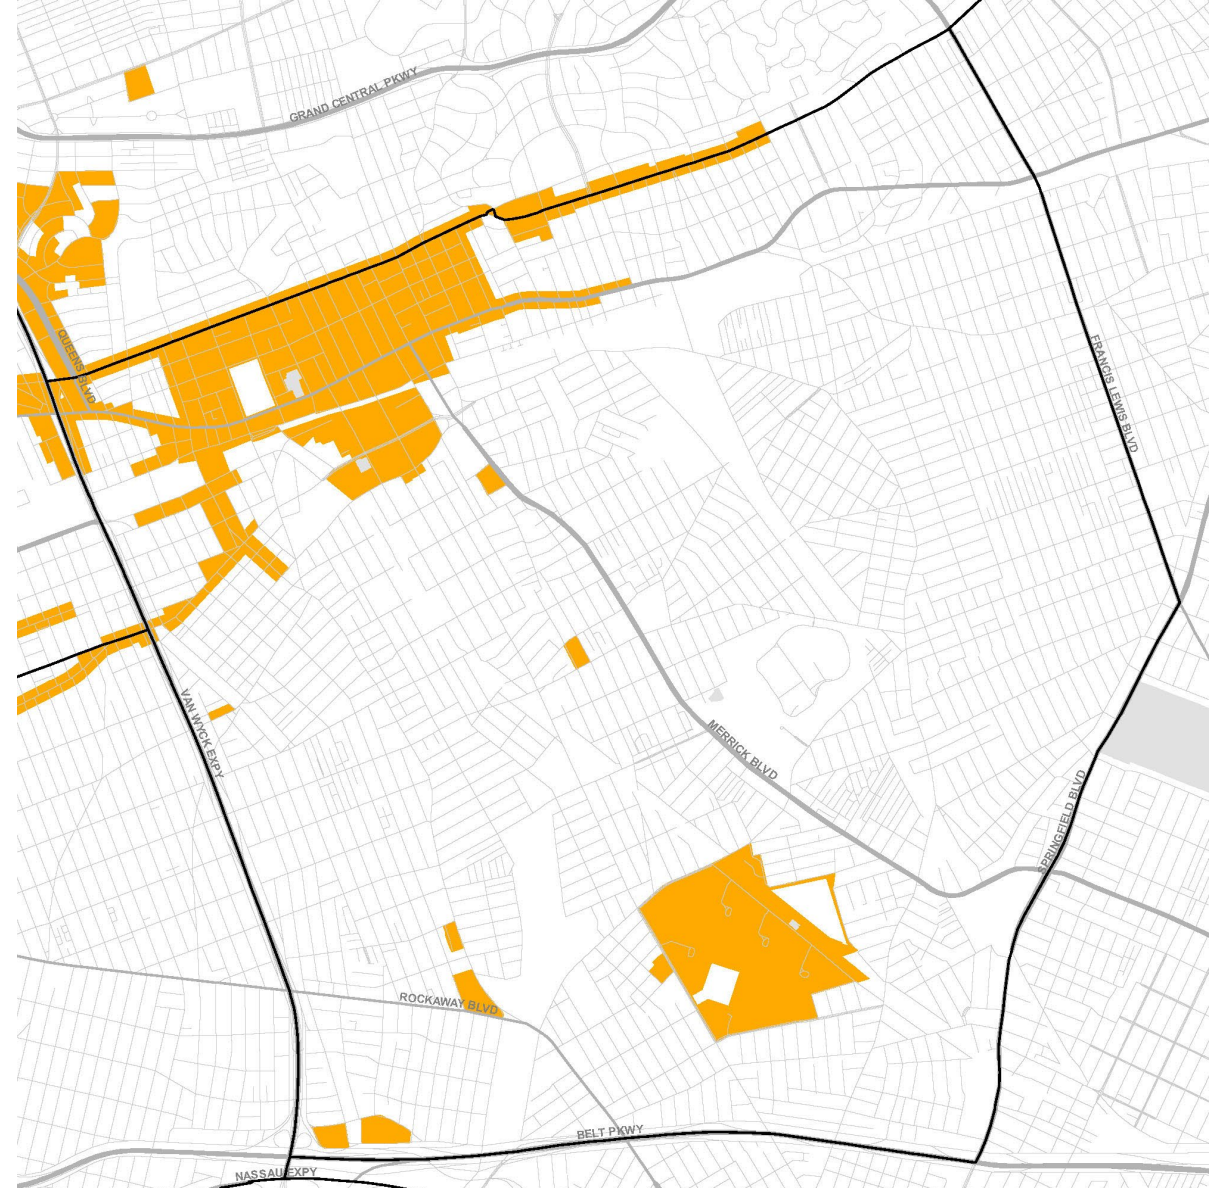 GRAND CENTRAL PKWY
QUEENS BLVD
FRANCIS LEWIS BLVD
VAN WYCK EXPY
MERRICK BLVD
SPRINGFIELD BLVD
ROCKAWAY BLVD
BELT PKWY
NASSAU EXPY